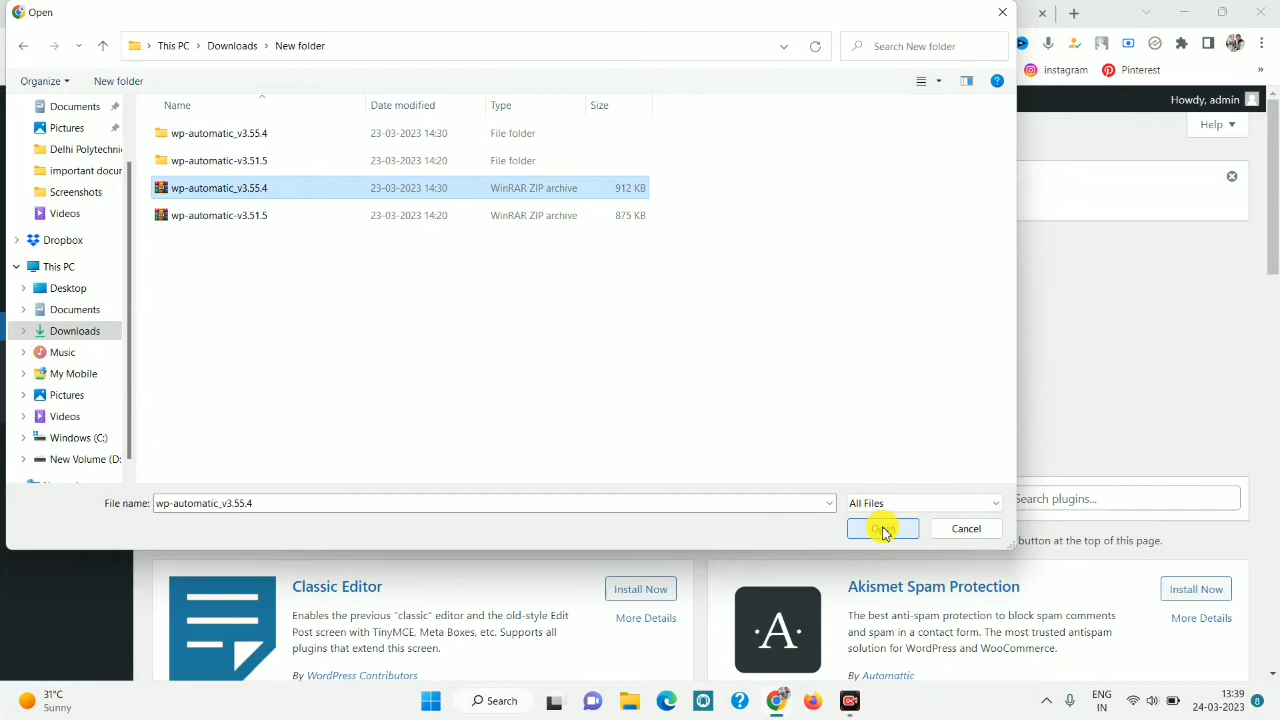 Open
This PC > Downloads > New folder
Search New folder
Organize
New folder
instagram
Pinterest
Documents
Pictures
Delhi Polytechni
important docur
Screenshots
Videos
Dropbox
This PC
Desktop
Documents
Downloads
Music
My Mobile
Pictures
Videos
Windows (C:)
New Volume (D:
Name Date modified Type Size
wp-automatic_v3.55.4 23-03-2023 14:30 File folder
wp-automatic-v3.51.5 23-03-2023 14:20 File folder
wp-automatic_v3.55.4 23-03-2023 14:30 WinRAR ZIP archive 912 KB
wp-automatic-v3.51.5 23-03-2023 14:20 WinRAR ZIP archive 875 KB
Howdy, admin
Help
File name: wp-automatic_v3.55.4
All Files
Open
Cancel
Search plugins...
button at the top of this page.
Classic Editor
Install Now
Enables the previous "classic" editor and the old-style Edit
More Details
Post screen with TinyMCE, Meta Boxes, etc. Supports all
plugins that extend this screen.
By WordPress Contributors
·A·
Akismet Spam Protection
Install Now
The best anti-spam protection to block spam comments
More Details
and spam in a contact form. The most trusted antispam
solution for WordPress and WooCommerce.
By Automattic
31°C
Sunny
Search
ENG
IN
13:39
24-03-2023
8